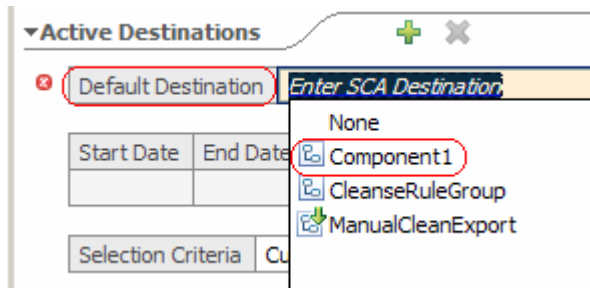 Active Destinations
Default Destination Enter SCA Destination
None
Start Date End Date Component1
CleanseRuleGroup
ManualCleanExport
Selection Criteria Cu